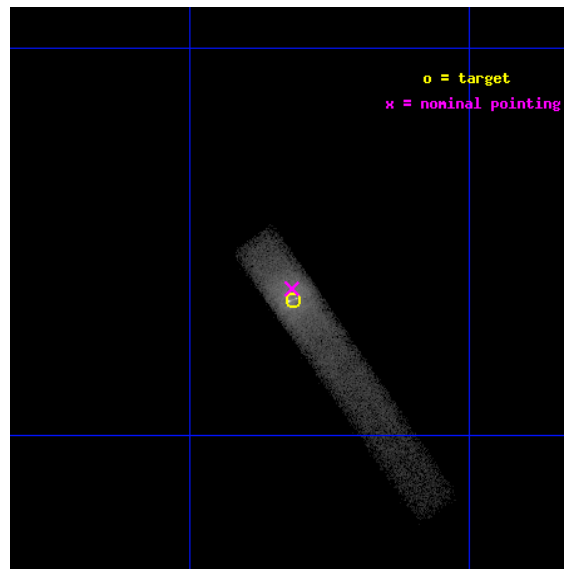 o = target
x = nominal pointing